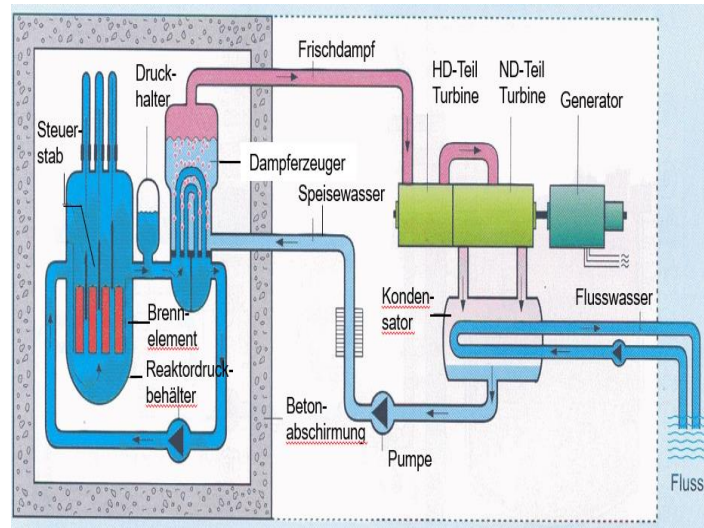 Frischdampf
Druck-
halter
HD-Teil
Turbine
ND-Teil
Turbine
Generator
Steuer-
stab
Dampferzeuger
Speisewasser
Konden-
sator
Flusswasser
Brenn-
element
Reaktordruck-
behälter
Beton-
abschirmung
Pumpe
Fluss